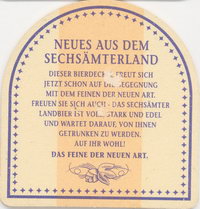 NEUES AUS DEM
SECHSÄMTERLAND
DIESER BIERDECKEL FREUT SICH
JETZT SCHON AUF DIE BEGEGNUNG
MIT DEM FEINEN DER NEUEN ART.
FREUEN SIE SICH AUCH - DAS SECHSÄMTER
LANDBIER IST VOLL, STARK UND EDEL
UND WARTET DARAUF, VON IHNEN
GETRUNKEN ZU WERDEN.
AUF IHR WOHL!
DAS FEINE DER NEUEN ART.